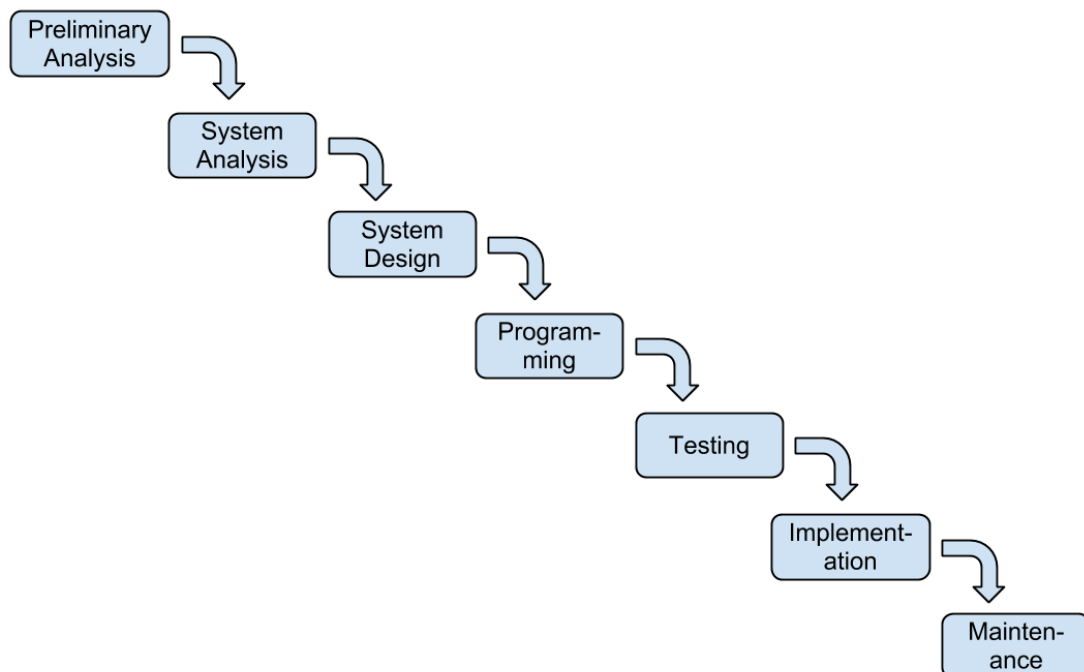 Preliminary
Analysis
System
Analysis
System
Design
Program-
ming
Testing
Implement-
ation
Mainten-
ance